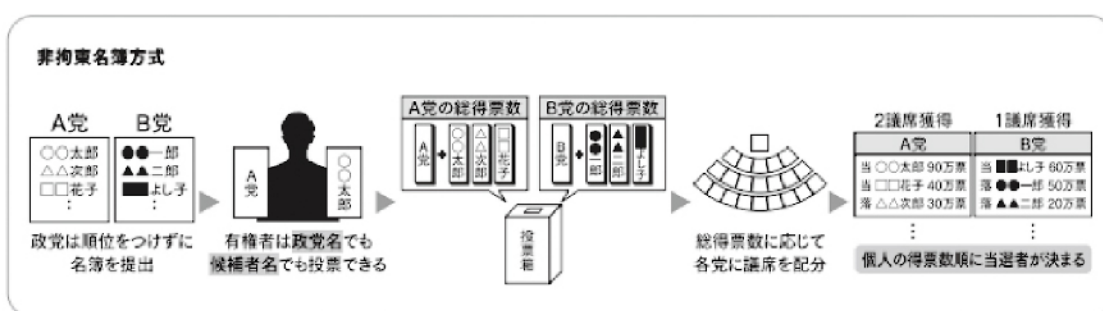 非拘束名簿方式
A党
○○太郎
△△次郎
□□花子
⋮
B党
●●一郎
▲▲二郎
■■よし子
⋮
政党は順位をつけずに
名簿を提出
A党
○○太郎
有権者は政党名でも
候補者名でも投票できる
A党の総得票数
A党+○○太郎 △△次郎 □□花子
B党の総得票数
B党+●●一郎 ▲▲二郎 ■■よし子
投票箱
総得票数に応じて
各党に議席を配分
2議席獲得
A党
当 ○○太郎 90万票
当 □□花子 40万票
落 △△次郎 30万票
⋮
1議席獲得
B党
当 ■■よし子 60万票
落 ●●一郎 50万票
落 ▲▲二郎 20万票
⋮
個人の得票数順に当選者が決まる